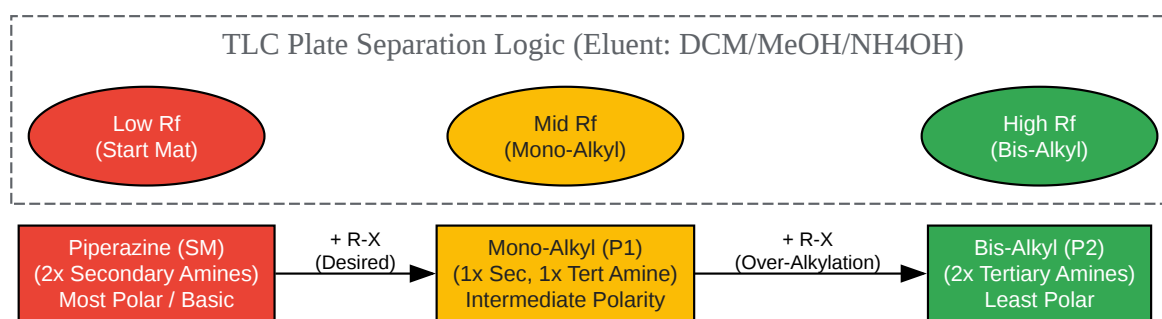 TLC Plate Separation Logic (Eluent: DCM/MeOH/NH4OH)
Low Rf
(Start Mat)
Mid Rf
(Mono-Alkyl)
High Rf
(Bis-Alkyl)
Piperazine (SM)
(2x Secondary Amines)
Most Polar / Basic
+ R-X
(Desired)
Mono-Alkyl (P1)
(1x Sec, 1x Tert Amine)
Intermediate Polarity
+ R-X
(Over-Alkylation)
Bis-Alkyl (P2)
(2x Tertiary Amines)
Least Polar